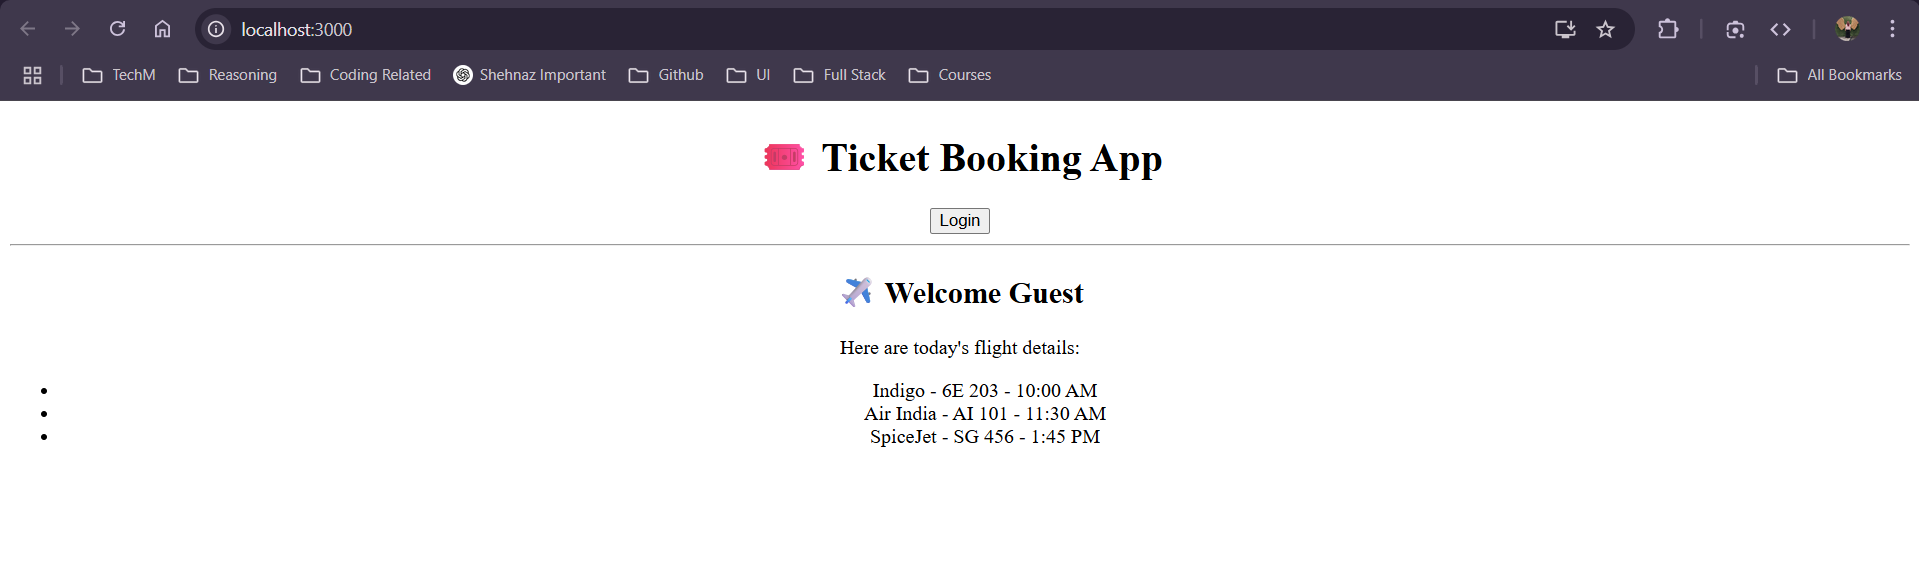 localhost:3000
TechM Reasoning Coding Related Shehnaz Important Github UI Full Stack Courses All Bookmarks
Ticket Booking App
Login
Welcome Guest
Here are today's flight details:
• Indigo - 6E 203 - 10:00 AM
• Air India - AI 101 - 11:30 AM
• SpiceJet - SG 456 - 1:45 PM